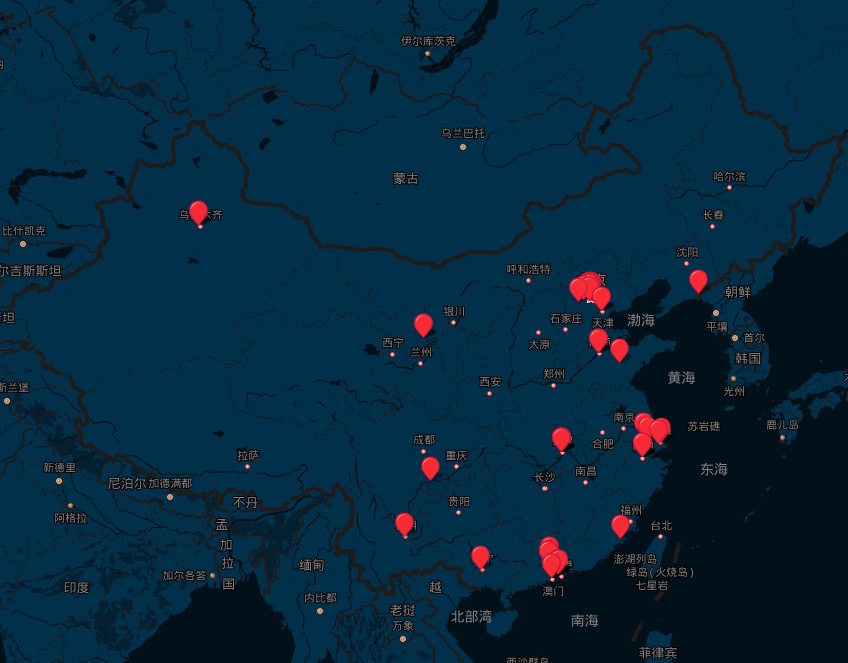 伊尔库茨克
乌兰巴托
蒙古
哈尔滨
长春
沈阳
比什凯克
尔吉斯斯坦
呼和浩特
朝鲜
天津
渤海
平壤
首尔
韩国
光州
银川
石家庄
太原
西宁
兰州
黄海
郑州
西安
斯兰堡
南京
苏岩礁
鹿儿岛
成都
重庆
合肥
东海
拉萨
新德里
尼泊尔
加德满都
南昌
长沙
阿格拉
不丹
贵阳
福州
台北
孟
加
拉
国
缅甸
澎湖列岛
绿岛(火烧岛)
七星岩
印度
加尔各答
越
澳门
内比都
老挝
万象
北部湾
南海
菲律宾